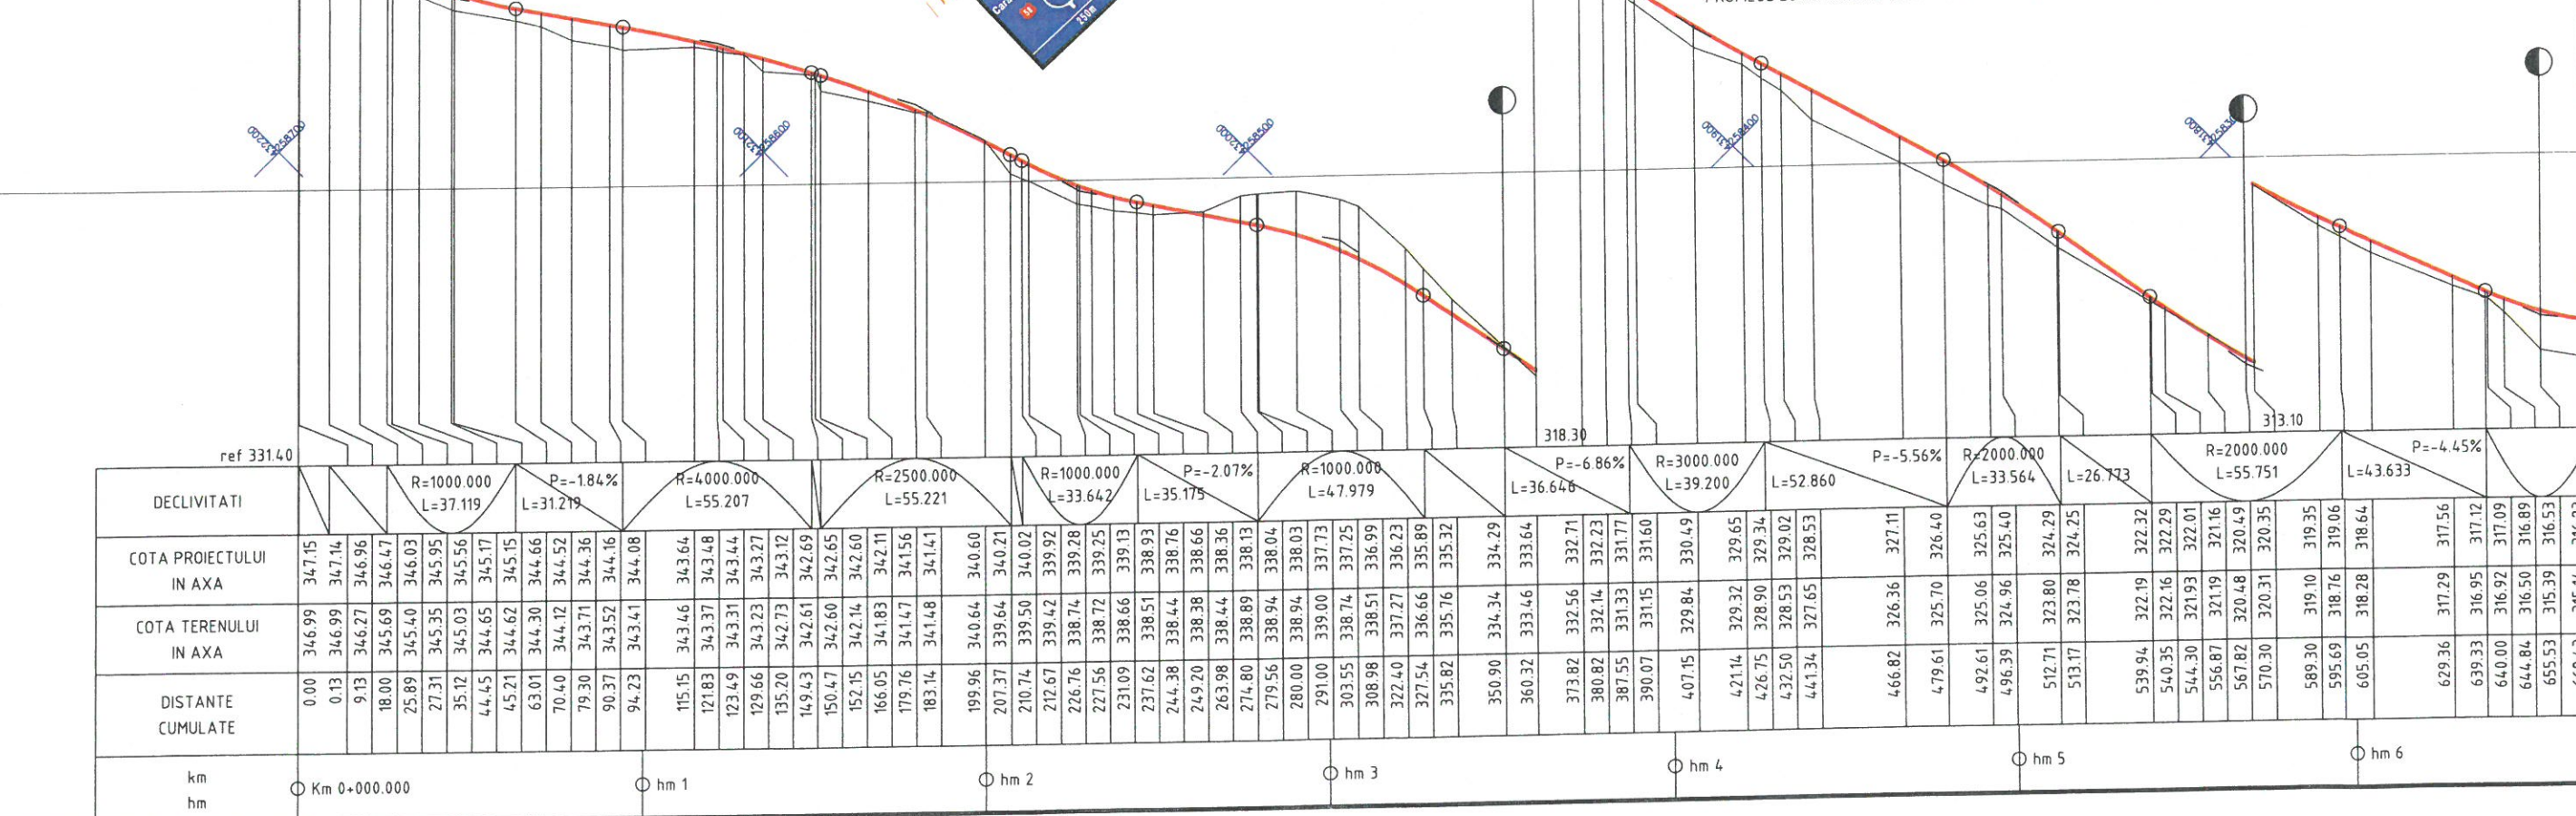 Cara
58
250m
432200
4258700
432100
4258600
432000
4258500
431900
4258400
431800
ref 331.40
318.30
313.10
DECLIVITATI
R=1000.000
L=37.119
P=-1.84%
L=31.219
R=4000.000
L=55.207
R=2500.000
L=55.221
R=1000.000
L=33.642
P=-2.07%
L=35.175
R=1000.000
L=47.979
P=-6.86%
L=36.646
R=3000.000
L=39.200
P=-5.56%
L=52.860
R=2000.000
L=33.564
L=26.773
R=2000.000
L=55.751
P=-4.45%
L=43.633
COTA PROIECTULUI
IN AXA
347.15 347.14 346.96 346.47 346.03 345.95 345.56 345.17 345.15 344.66 344.52 344.36 344.16 344.08 343.64 343.48 343.44 343.27 343.12 342.69 342.65 342.60 342.11 341.56 341.41 340.60 340.21 340.02 339.92 339.28 339.25 339.13 338.93 338.76 338.66 338.36 338.13 338.04 338.03 337.73 337.25 336.99 336.23 335.89 335.32 334.29 333.64 332.71 332.23 331.77 331.60 330.49 329.65 329.34 329.02 328.53 327.11 326.40 325.63 325.40 324.29 324.25 322.32 322.29 322.01 321.16 320.49 320.35 319.35 319.06 318.64 317.56 317.12 317.09 316.89 316.53
COTA TERENULUI
IN AXA
346.99 346.99 346.27 345.69 345.40 345.35 345.03 344.65 344.62 344.30 344.12 343.71 343.52 343.41 343.46 343.37 343.31 343.23 342.73 342.61 342.60 342.14 341.83 341.47 341.48 340.64 339.64 339.50 339.42 338.74 338.72 338.66 338.51 338.44 338.38 338.44 338.89 338.94 338.94 339.00 338.74 338.51 337.27 336.66 335.76 334.34 333.46 332.56 332.14 331.33 331.15 329.84 329.32 328.90 328.53 327.65 326.36 325.70 325.06 324.96 323.80 323.78 322.19 322.16 321.93 321.19 320.48 320.31 319.10 318.76 318.28 317.29 316.95 316.92 316.50 315.39
DISTANTE
CUMULATE
0.00 0.13 9.13 18.00 25.89 27.31 35.12 44.45 45.21 63.01 70.40 79.30 90.37 94.23 115.15 121.83 123.49 129.66 135.20 149.43 150.47 152.15 166.05 179.76 183.14 199.96 207.37 210.74 212.67 226.76 227.56 231.09 237.62 244.38 249.20 263.98 274.80 279.56 280.00 291.00 303.55 308.98 322.40 327.54 335.82 350.90 360.32 373.82 380.82 387.55 390.07 407.15 421.14 426.75 432.50 441.34 466.82 479.61 492.61 496.39 512.71 513.17 539.94 540.35 544.30 556.87 567.82 570.30 589.30 595.69 605.05 629.36 639.33 640.00 644.84 655.53
km
hm
Km 0+000.000
hm 1
hm 2
hm 3
hm 4
hm 5
hm 6